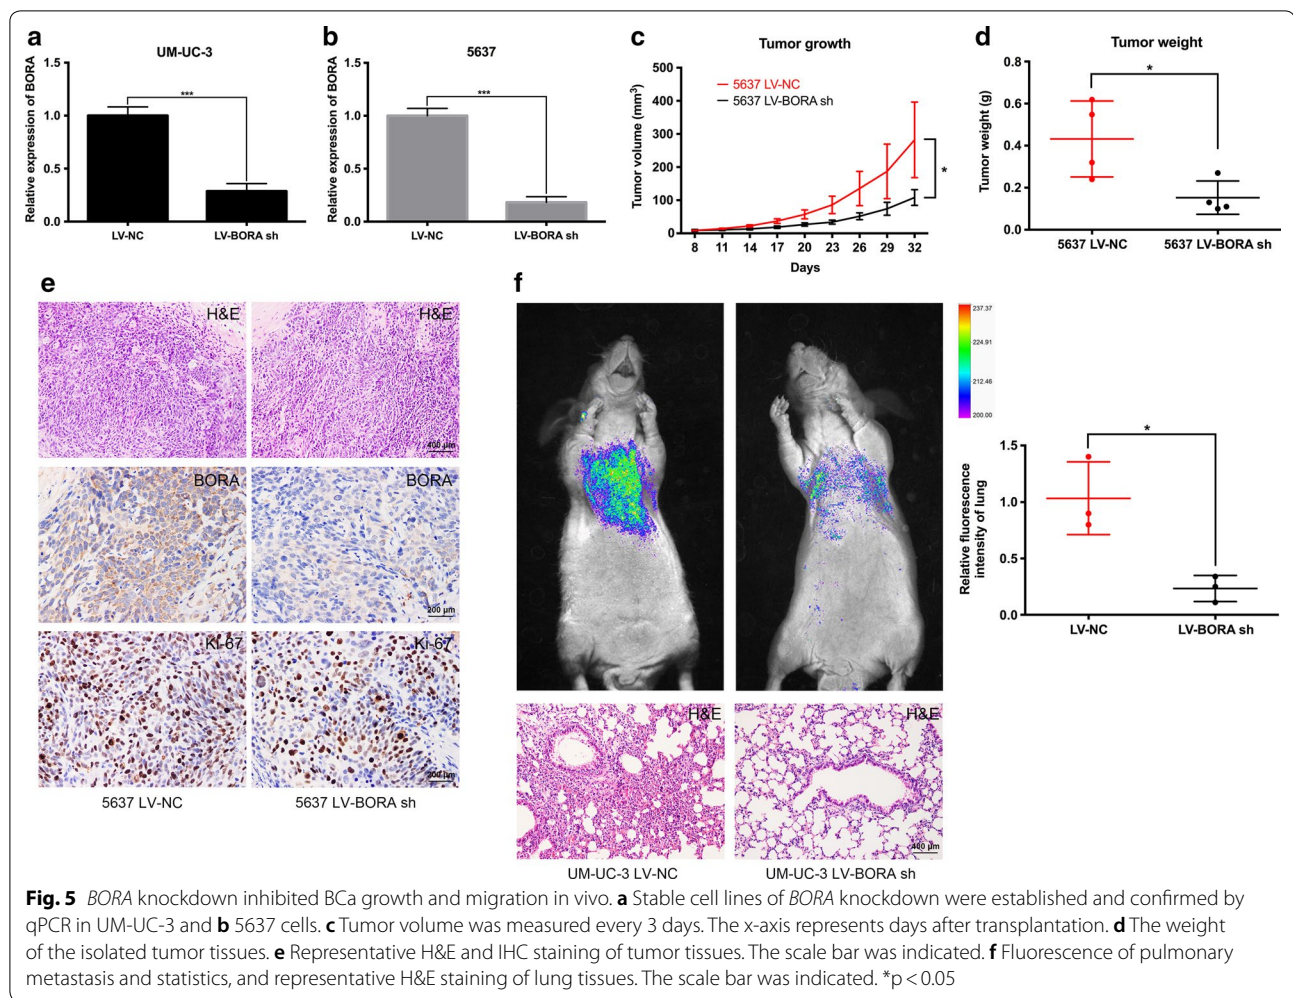 a
UM-UC-3
Relative expression of BORA
1.5
1.0
0.5
0.0
***
LV-NC
LV-BORA sh
b
5637
Relative expression of BORA
1.5
1.0
0.5
0.0
***
LV-NC
LV-BORA sh
c
Tumor growth
Tumor volume (mm³)
500
400
300
200
100
0
5637 LV-NC
5637 LV-BORA sh
*
8 11 14 17 20 23 26 29 32
Days
d
Tumor weight
Tumor weight (g)
0.8
0.6
0.4
0.2
0.0
*
5637 LV-NC
5637 LV-BORA sh
e
H&E
H&E
400 µm
BORA
BORA
200 µm
Ki-67
Ki-67
200 µm
5637 LV-NC
5637 LV-BORA sh
f
237.37
224.91
212.46
200.00
Relative fluorescence
intensity of lung
1.5
1.0
0.5
0.0
*
LV-NC
LV-BORA sh
H&E
H&E
400 µm
UM-UC-3 LV-NC
UM-UC-3 LV-BORA sh
Fig. 5 BORA knockdown inhibited BCa growth and migration in vivo. a Stable cell lines of BORA knockdown were established and confirmed by
qPCR in UM-UC-3 and b 5637 cells. c Tumor volume was measured every 3 days. The x-axis represents days after transplantation. d The weight
of the isolated tumor tissues. e Representative H&E and IHC staining of tumor tissues. The scale bar was indicated. f Fluorescence of pulmonary
metastasis and statistics, and representative H&E staining of lung tissues. The scale bar was indicated. *p < 0.05